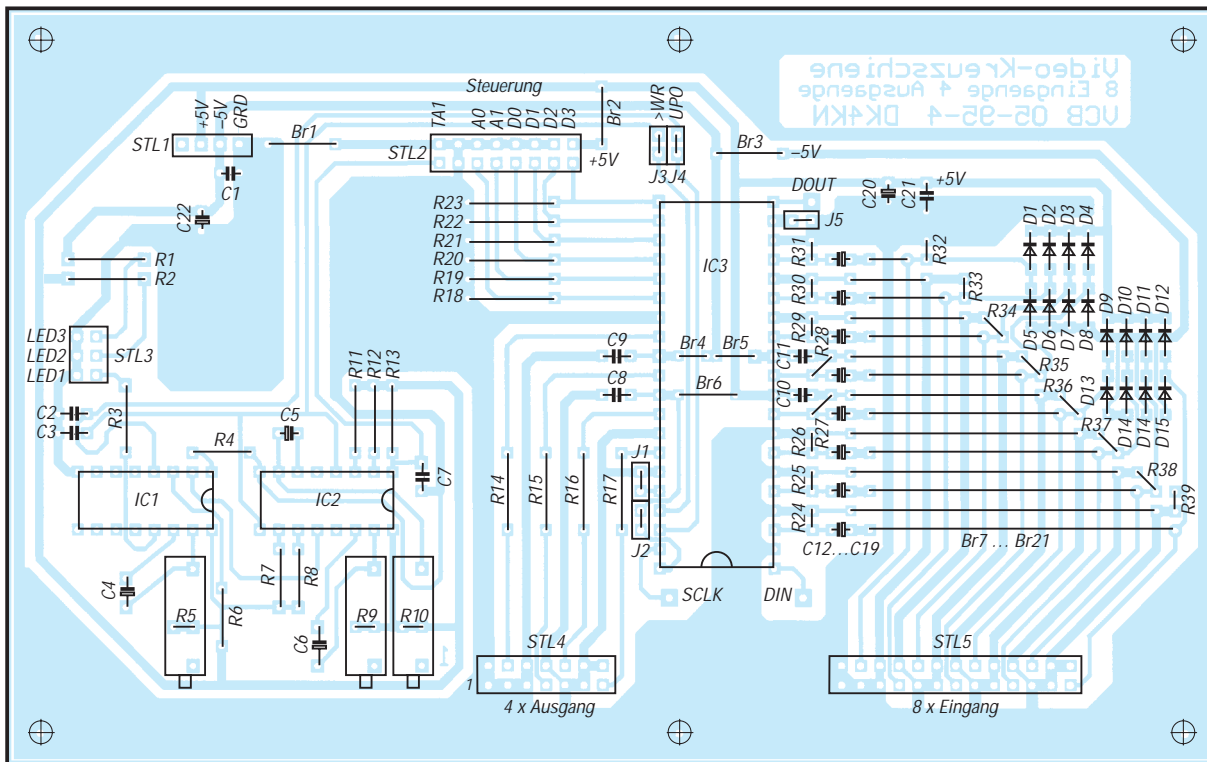 Video-Kreuzschiene
8 Eingaenge 4 Ausgaenge
VCB 05-95-4 DK4KN
Steuerung
+5V
-5V
GRD
STL1
Br1
TA1
A0
A1
D0
D1
D2
D3
STL2
+5V
Br2
>WR
UPO
J3
J4
Br3
–5V
C1
C22
DOUT
J5
C20
C21
+5V
R23
R22
R21
R20
R19
R18
IC3
R1
R2
D1
D2
D3
D4
R31
R32
R30
R33
R29
R28
R34
D5
D6
D7
D8
D9
D10
D11
D12
LED3
LED2
LED1
STL3
R11
R12
R13
C9
C8
Br4
Br5
Br6
C11
C10
R35
R36
D13
D14
D14
D15
C2
C3
R3
R4
C5
C7
R27
R26
R37
R38
R39
IC1
IC2
R14
R15
R16
R17
J1
J2
R25
R24
C12...C19
Br7 ... Br21
C4
R5
R6
R7
R8
C6
R9
R10
1
SCLK
DIN
STL4
1
4 x Ausgang
STL5
8 x Eingang